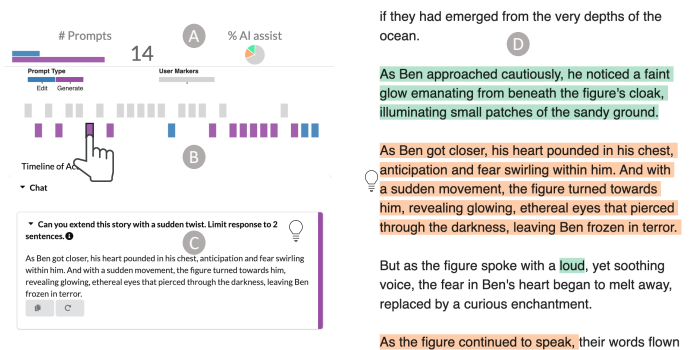 # Prompts
14
A
% AI assist
Prompt Type
User Markers
Edit
Generate
B
Timeline of Ac
Chat
Can you extend this story with a sudden twist. Limit response to 2
sentences.
C
As Ben got closer, his heart pounded in his chest, anticipation and fear swirling
within him. And with a sudden movement, the figure turned towards him,
revealing glowing, ethereal eyes that pierced through the darkness, leaving Ben
frozen in terror.
if they had emerged from the very depths of the
ocean.
D
As Ben approached cautiously, he noticed a faint
glow emanating from beneath the figure's cloak,
illuminating small patches of the sandy ground.
As Ben got closer, his heart pounded in his chest,
anticipation and fear swirling within him. And with
a sudden movement, the figure turned towards
him, revealing glowing, ethereal eyes that pierced
through the darkness, leaving Ben frozen in terror.
But as the figure spoke with a loud, yet soothing
voice, the fear in Ben's heart began to melt away,
replaced by a curious enchantment.
As the figure continued to speak, their words flown